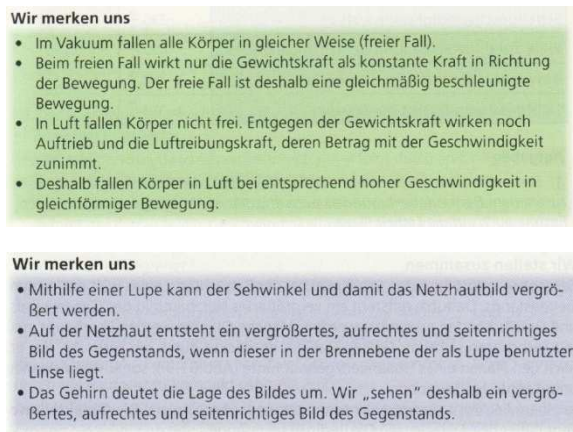 Wir merken uns
• Im Vakuum fallen alle Körper in gleicher Weise (freier Fall).
• Beim freien Fall wirkt nur die Gewichtskraft als konstante Kraft in Richtung
der Bewegung. Der freie Fall ist deshalb eine gleichmäßig beschleunigte
Bewegung.
• In Luft fallen Körper nicht frei. Entgegen der Gewichtskraft wirken noch
Auftrieb und die Luftreibungskraft, deren Betrag mit der Geschwindigkeit
zunimmt.
• Deshalb fallen Körper in Luft bei entsprechend hoher Geschwindigkeit in
gleichförmiger Bewegung.
Wir merken uns
• Mithilfe einer Lupe kann der Sehwinkel und damit das Netzhautbild vergrö-
ßert werden.
• Auf der Netzhaut entsteht ein vergrößertes, aufrechtes und seitenrichtiges
Bild des Gegenstands, wenn dieser in der Brennebene der als Lupe benutzten
Linse liegt.
• Das Gehirn deutet die Lage des Bildes um. Wir „sehen" deshalb ein vergrö-
ßertes, aufrechtes und seitenrichtiges Bild des Gegenstands.